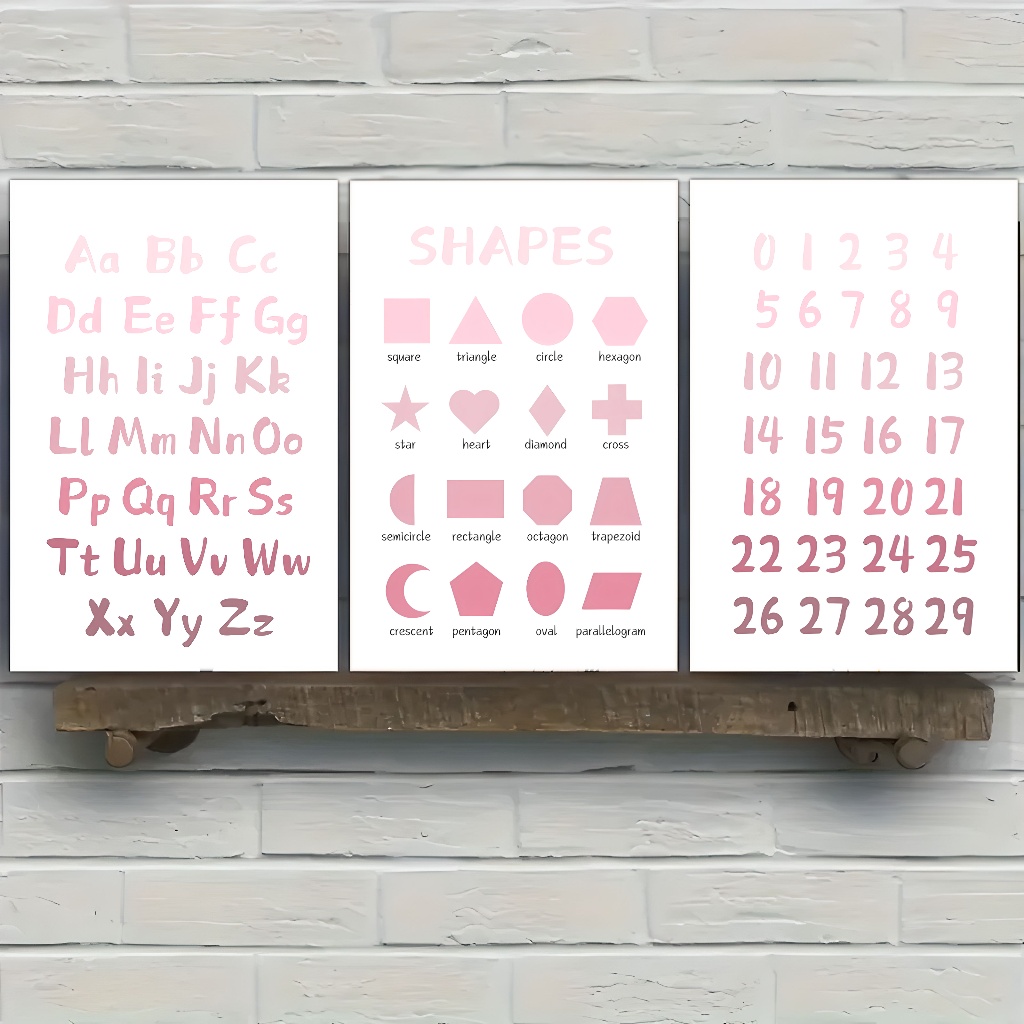 Aa Bb Cc
Dd Ee Ff Gg
Hh Ii Jj Kk
Ll Mm Nn Oo
Pp Qq Rr Ss
Tt Uu Vv Ww
Xx Yy Zz
SHAPES
square triangle circle hexagon
star heart diamond cross
semicircle rectangle octagon trapezoid
crescent pentagon oval parallelogram
0 1 2 3 4
5 6 7 8 9
10 11 12 13
14 15 16 17
18 19 20 21
22 23 24 25
26 27 28 29